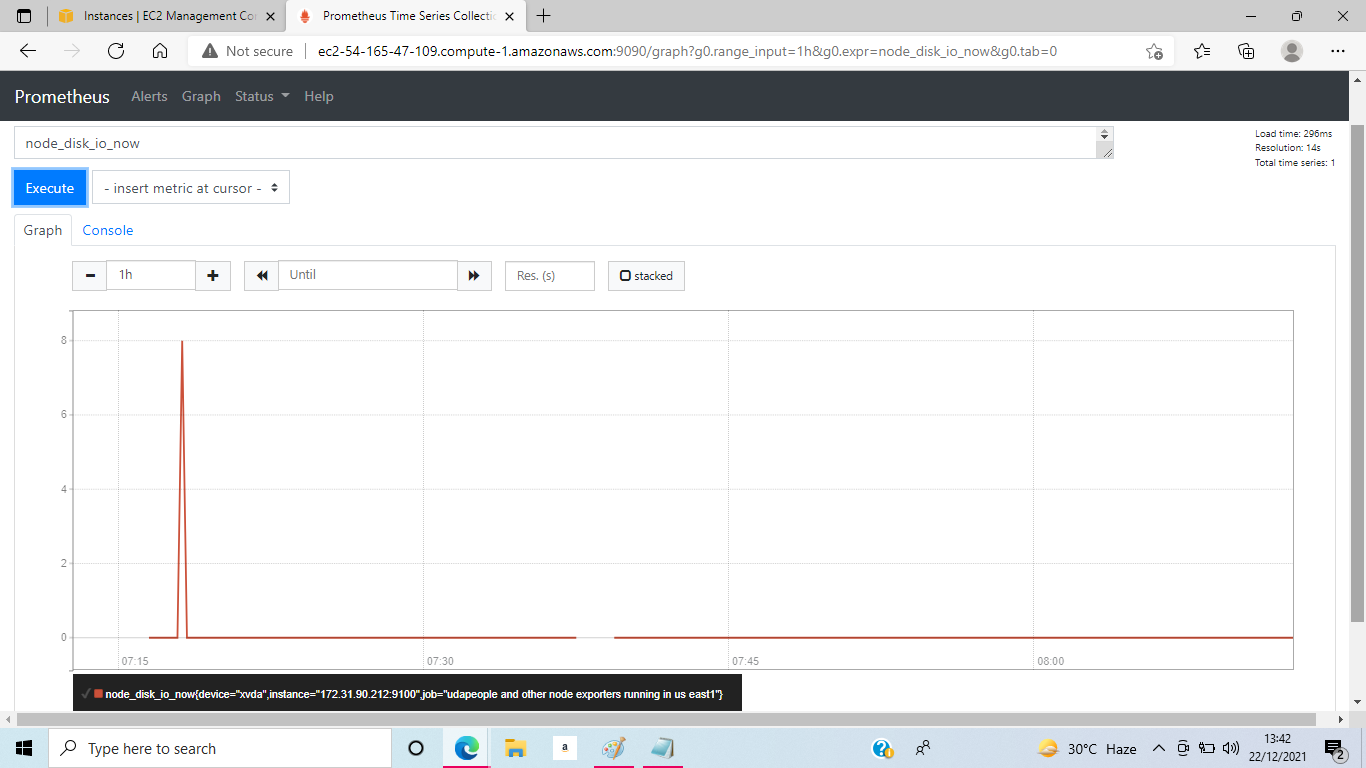 Instances | EC2 Management Con
Prometheus Time Series Collectio
Not secure
ec2-54-165-47-109.compute-1.amazonaws.com:9090/graph?g0.range_input=1h&g0.expr=node_disk_io_now&g0.tab=0
Prometheus Alerts Graph Status Help
node_disk_io_now
Load time: 296ms
Resolution: 14s
Total time series: 1
Execute
- insert metric at cursor -
Graph Console
1h
Until
Res. (s)
stacked
8
6
4
2
0
07:15 07:30 07:45 08:00
node_disk_io_now{device="xvda",instance="172.31.90.212:9100",job="udapeople and other node exporters running in us east1"}
Type here to search
a
30°C Haze
13:42
22/12/2021
2